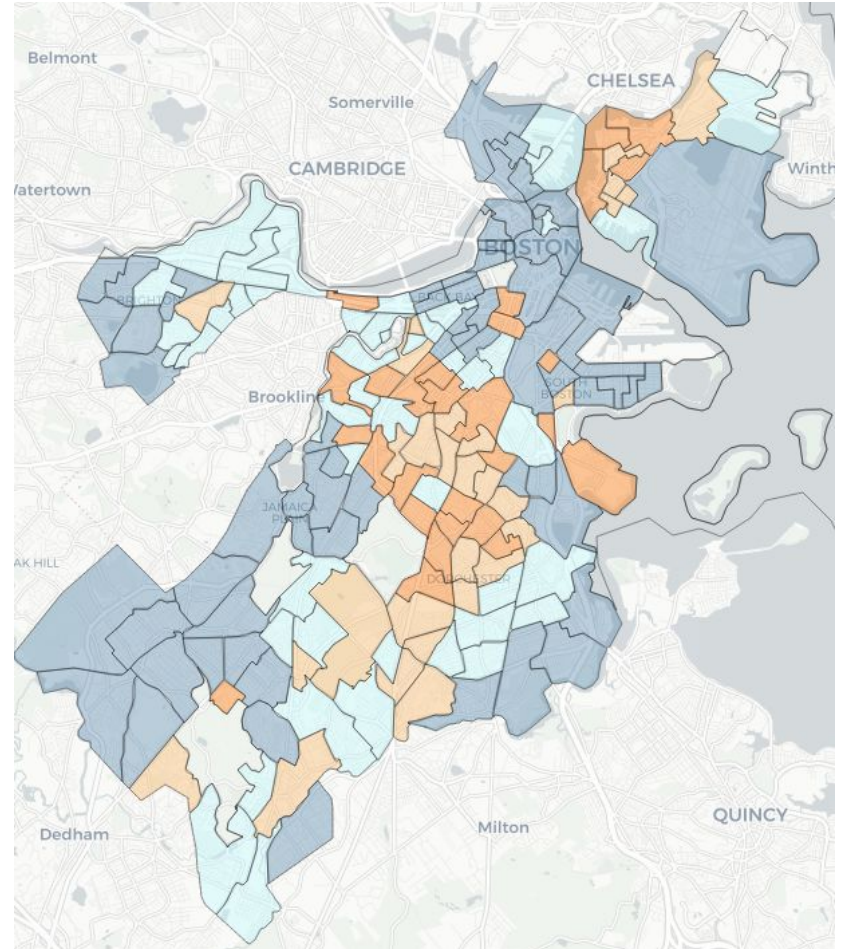 Belmont
CHELSEA
Somerville
CAMBRIDGE
Watertown
Winth
BOSTON
BRIGHTON
BACK BAY
Brookline
SOUTH
BOSTON
JAMAICA
PLAIN
AK HILL
DORCHESTER
QUINCY
Dedham
Milton